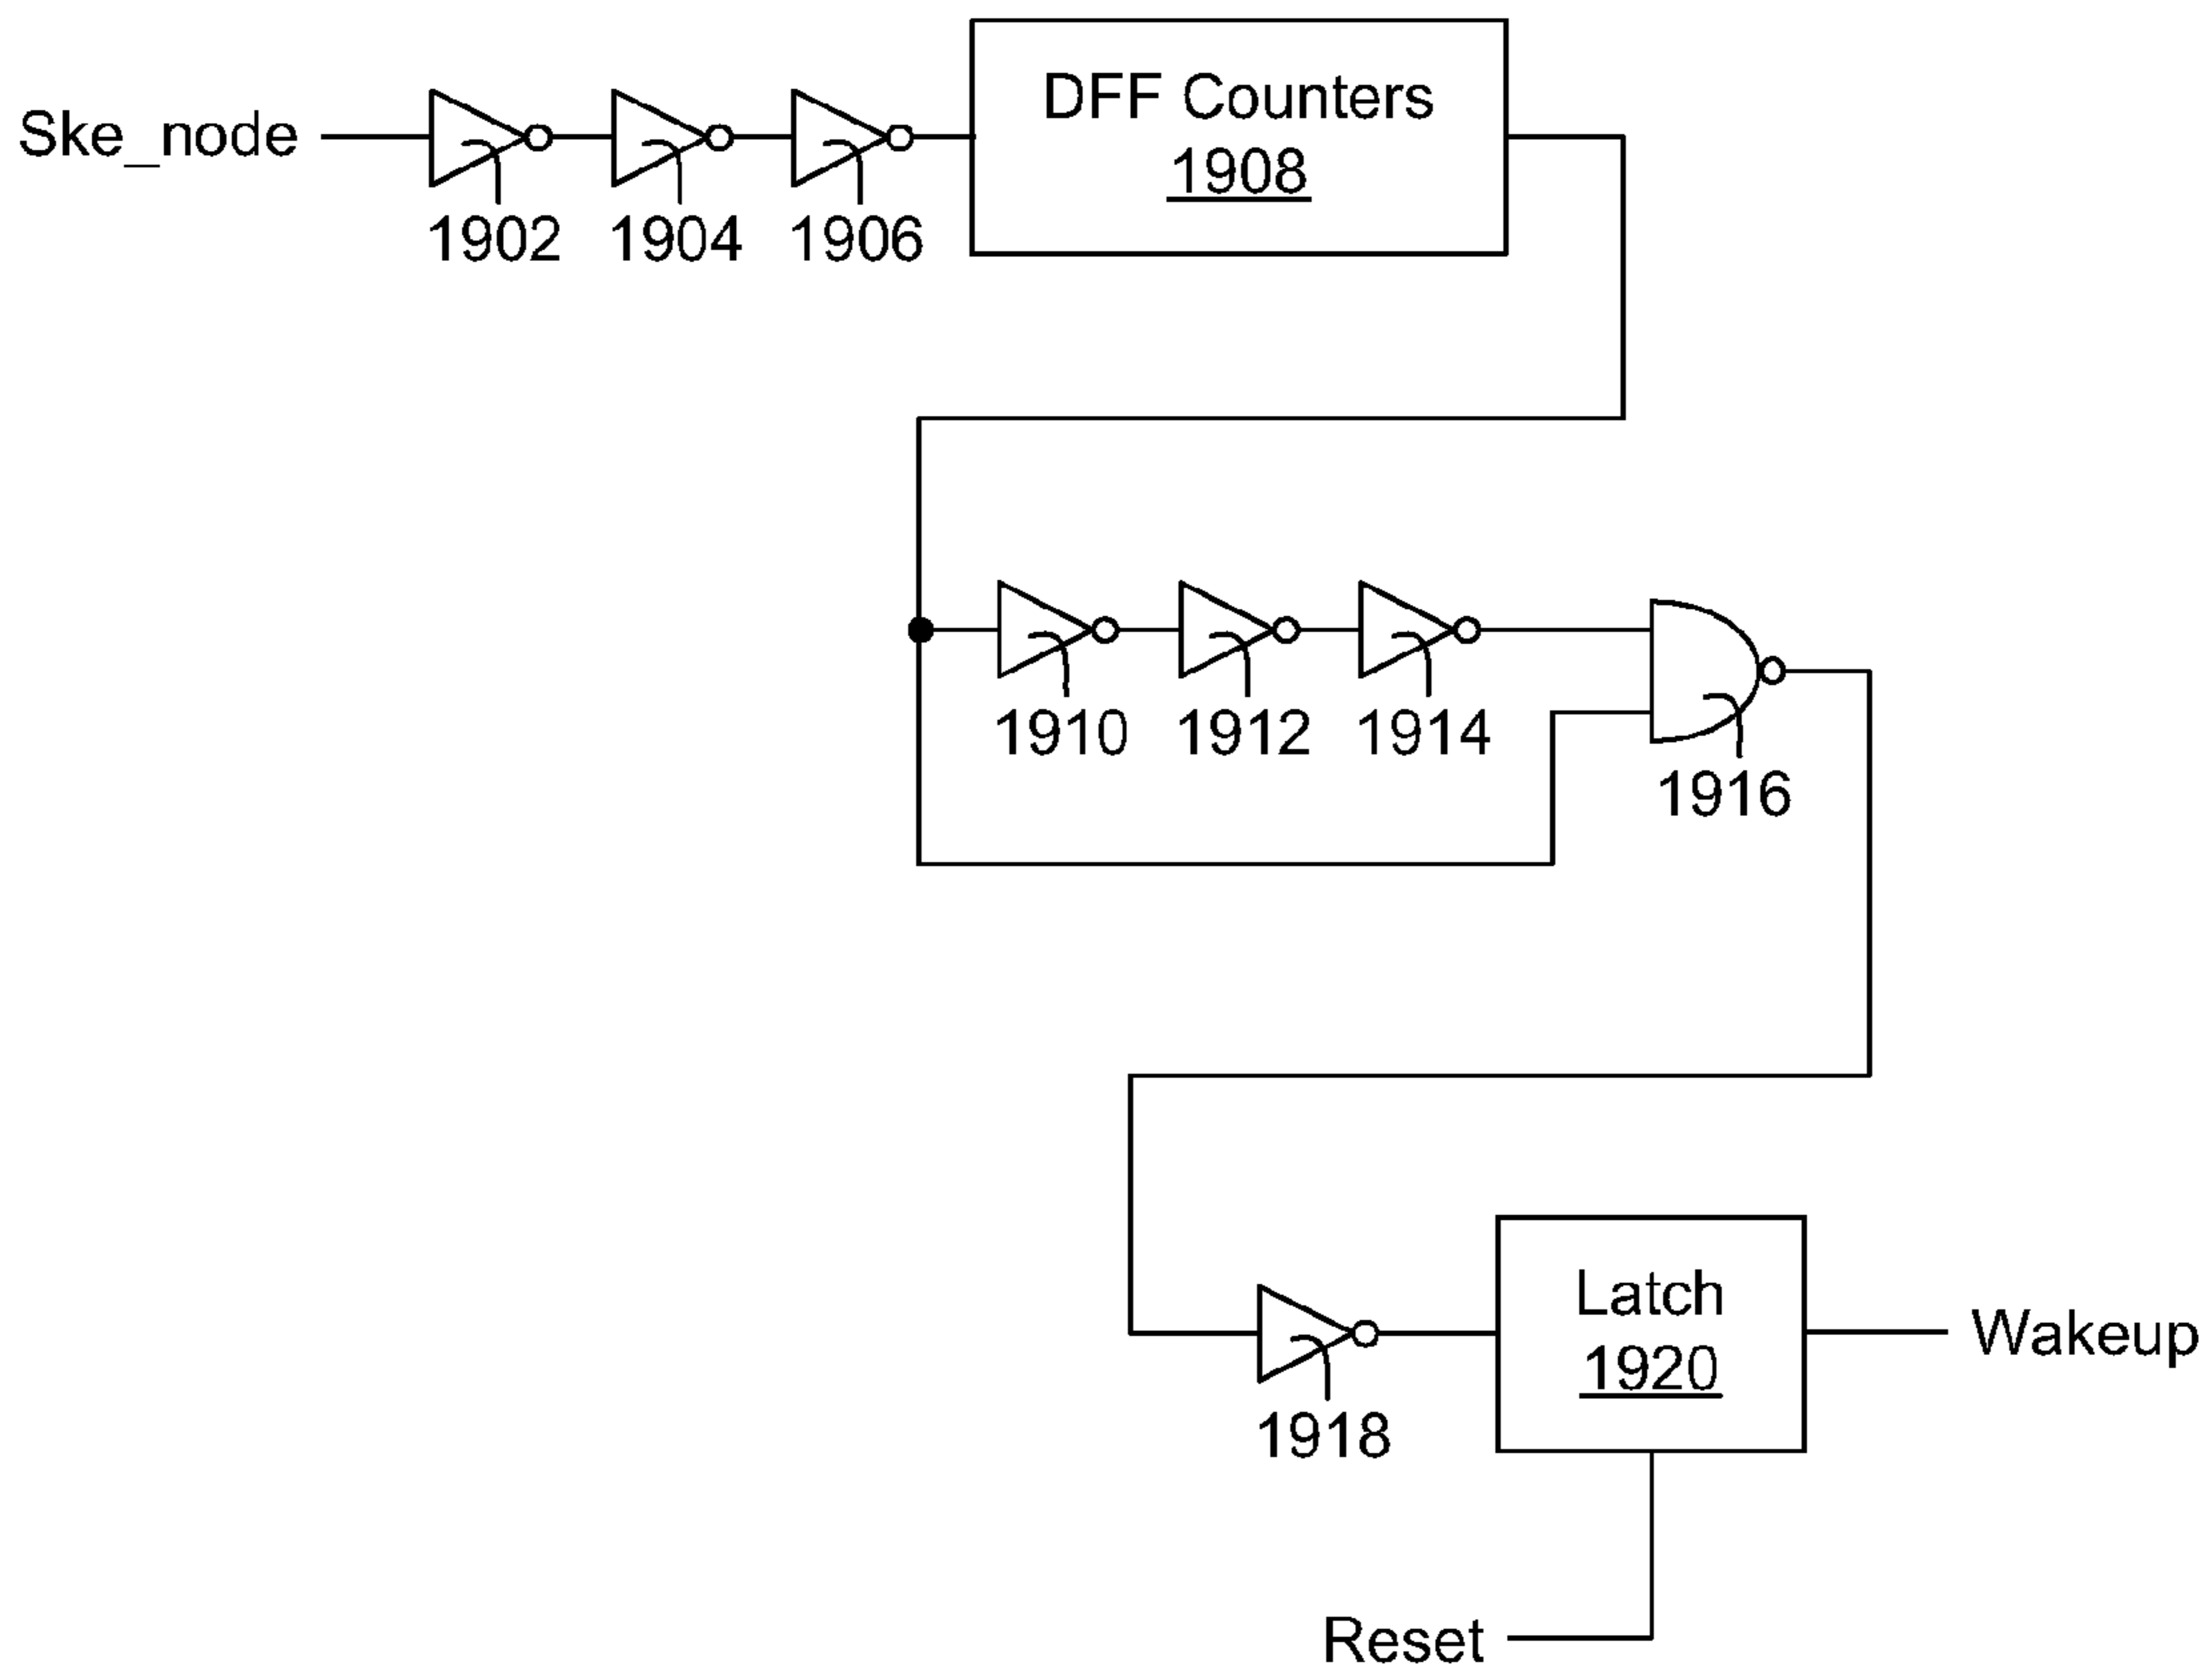 DFF Counters
Ske_node
1908
1902 1904 1906
1910 1912 1914
1916
Latch
Wakeup
1920
1918
Reset